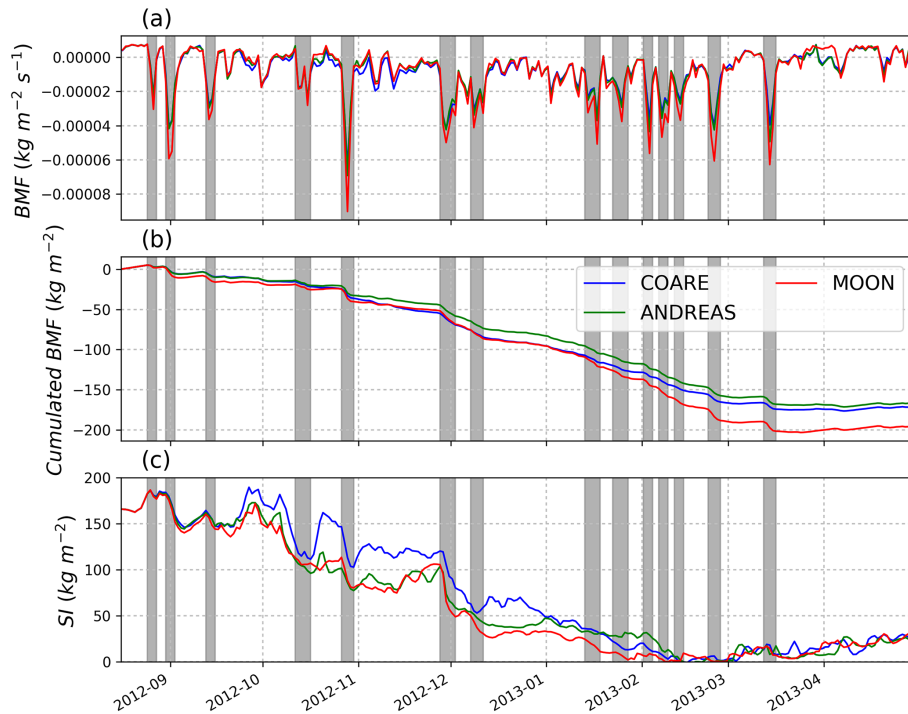 (a)
BMF (kg m⁻² s⁻¹)
0.00000
−0.00002
−0.00004
−0.00006
−0.00008
(b)
Cumulated BMF (kg m⁻²)
0
−50
−100
−150
−200
COARE
ANDREAS
MOON
(c)
SI (kg m⁻²)
200
150
100
50
0
2012-09
2012-10
2012-11
2012-12
2013-01
2013-02
2013-03
2013-04